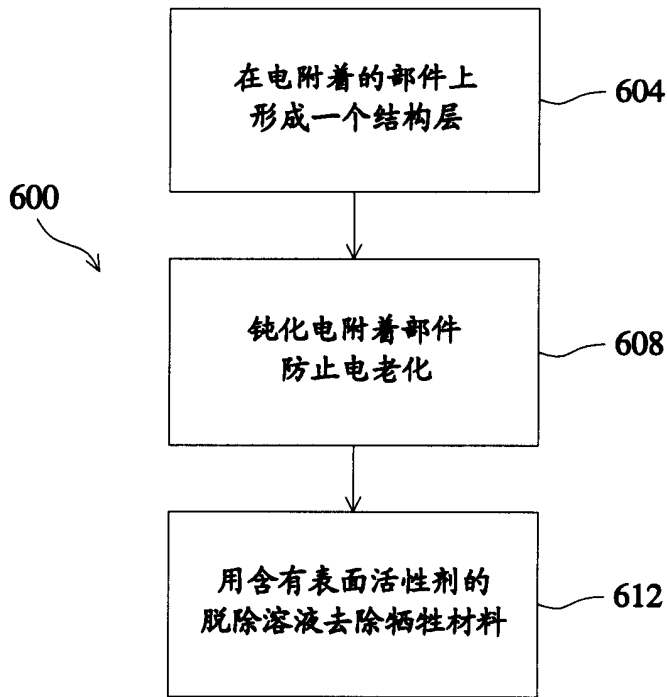 在电附着的部件上
形成一个结构层
604
600
钝化电附着部件
防止电老化
608
用含有表面活性剂的
脱除溶液去除牺牲材料
612